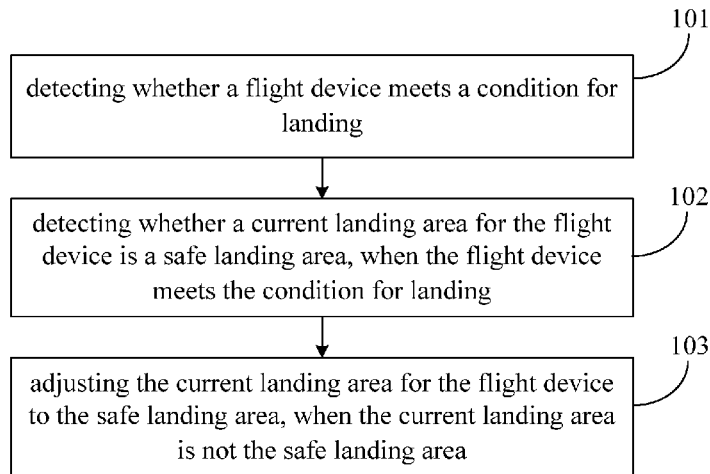 101
detecting whether a flight device meets a condition for
landing
102
detecting whether a current landing area for the flight
device is a safe landing area, when the flight device
meets the condition for landing
103
adjusting the current landing area for the flight device
to the safe landing area, when the current landing area
is not the safe landing area